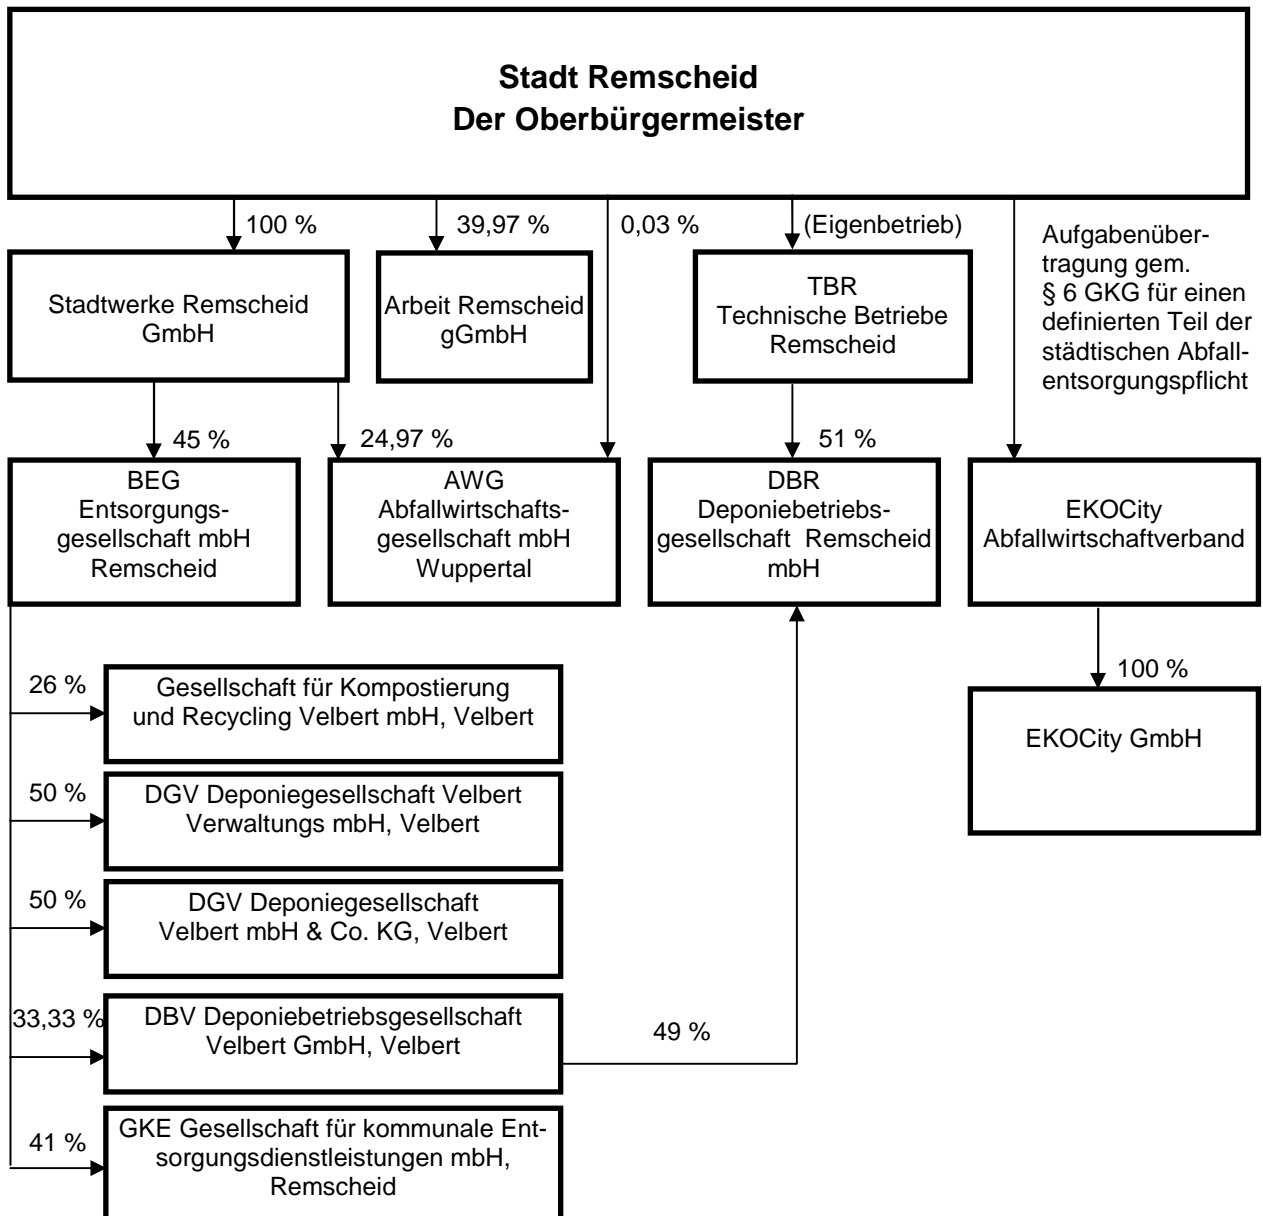 Stadt Remscheid
Der Oberbürgermeister
100 %
39,97 %
0,03 %
(Eigenbetrieb)
Aufgabenüber-
tragung gem.
§ 6 GKG für einen
definierten Teil der
städtischen Abfall-
entsorgungspflicht
Stadtwerke Remscheid
GmbH
Arbeit Remscheid
gGmbH
TBR
Technische Betriebe
Remscheid
45 %
24,97 %
51 %
BEG
Entsorgungs-
gesellschaft mbH
Remscheid
AWG
Abfallwirtschafts-
gesellschaft mbH
Wuppertal
DBR
Deponiebetriebs-
gesellschaft Remscheid
mbH
EKOCity
Abfallwirtschaftverband
26 %
Gesellschaft für Kompostierung
und Recycling Velbert mbH, Velbert
100 %
EKOCity GmbH
50 %
DGV Deponiegesellschaft Velbert
Verwaltungs mbH, Velbert
50 %
DGV Deponiegesellschaft
Velbert mbH & Co. KG, Velbert
33,33 %
DBV Deponiebetriebsgesellschaft
Velbert GmbH, Velbert
49 %
41 %
GKE Gesellschaft für kommunale Ent-
sorgungsdienstleistungen mbH,
Remscheid